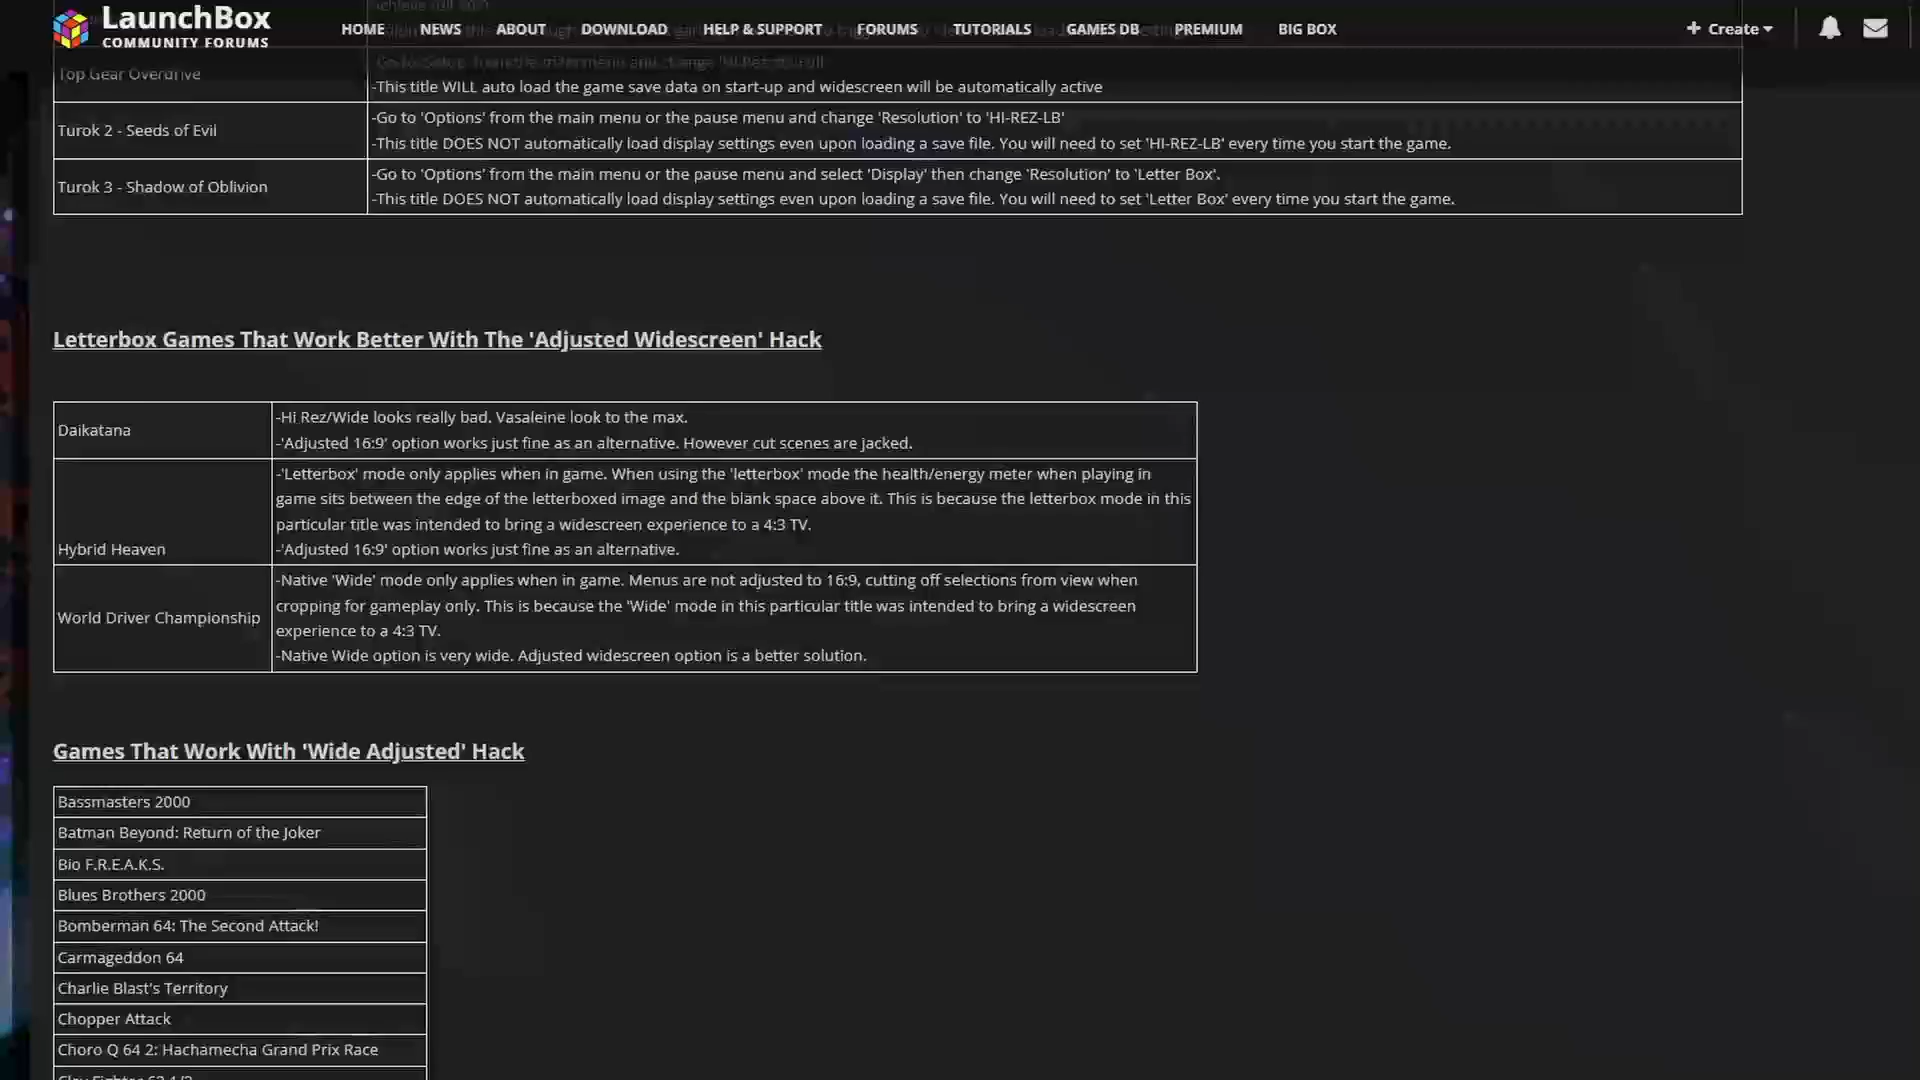 LaunchBox
COMMUNITY FORUMS
HOME NEWS ABOUT DOWNLOAD HELP & SUPPORT FORUMS TUTORIALS GAMES DB PREMIUM BIG BOX
+ Create
Top Gear Overdrive
-This title WILL auto load the game save data on start-up and widescreen will be automatically active
Turok 2 - Seeds of Evil
-Go to 'Options' from the main menu or the pause menu and change 'Resolution' to 'HI-REZ-LB'
-This title DOES NOT automatically load display settings even upon loading a save file. You will need to set 'HI-REZ-LB' every time you start the game.
Turok 3 - Shadow of Oblivion
-Go to 'Options' from the main menu or the pause menu and select 'Display' then change 'Resolution' to 'Letter Box'.
-This title DOES NOT automatically load display settings even upon loading a save file. You will need to set 'Letter Box' every time you start the game.
Letterbox Games That Work Better With The 'Adjusted Widescreen' Hack
Daikatana
-Hi Rez/Wide looks really bad. Vasaleine look to the max.
-'Adjusted 16:9' option works just fine as an alternative. However cut scenes are jacked.
Hybrid Heaven
-'Letterbox' mode only applies when in game. When using the 'letterbox' mode the health/energy meter when playing in
game sits between the edge of the letterboxed image and the blank space above it. This is because the letterbox mode in this
particular title was intended to bring a widescreen experience to a 4:3 TV.
-'Adjusted 16:9' option works just fine as an alternative.
World Driver Championship
-Native 'Wide' mode only applies when in game. Menus are not adjusted to 16:9, cutting off selections from view when
cropping for gameplay only. This is because the 'Wide' mode in this particular title was intended to bring a widescreen
experience to a 4:3 TV.
-Native Wide option is very wide. Adjusted widescreen option is a better solution.
Games That Work With 'Wide Adjusted' Hack
Bassmasters 2000
Batman Beyond: Return of the Joker
Bio F.R.E.A.K.S.
Blues Brothers 2000
Bomberman 64: The Second Attack!
Carmageddon 64
Charlie Blast's Territory
Chopper Attack
Choro Q 64 2: Hachamecha Grand Prix Race